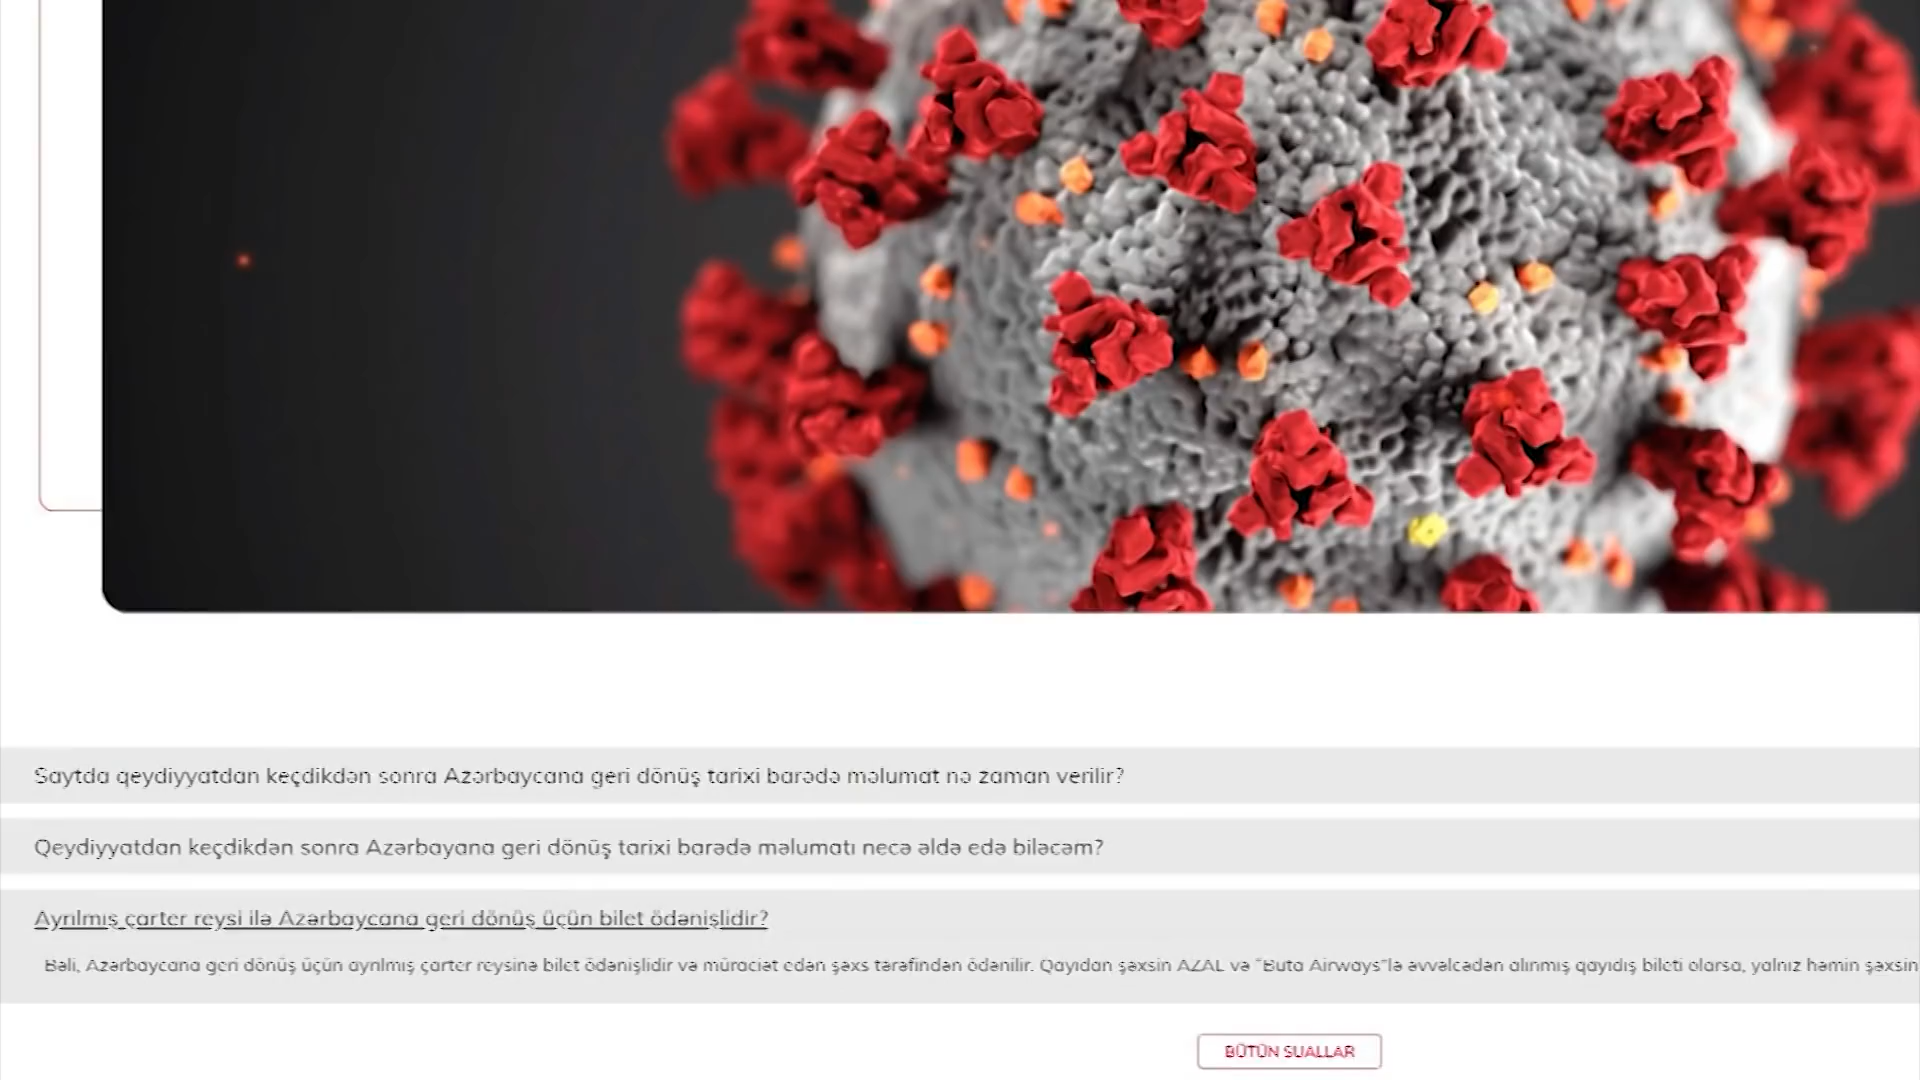 Saytda qeydiyyatdan keçdikdən sonra Azərbaycana geri dönüş tarixi barədə məlumat nə zaman verilir?
Qeydiyyatdan keçdikdən sonra Azərbayana geri dönüş tarixi barədə məlumatı necə əldə edə biləcəm?
Ayrılmış çarter reysi ilə Azərbaycana geri dönüş üçün bilet ödənişlidir?
Bəli, Azərbaycana geri dönüş üçün ayrılmış çarter reysinə bilet ödənişlidir və müraciət edən şəxs tərəfindən ödənilir. Qayıdan şəxsin AZAL və "Buta Airways"lə əvvəlcədən alınmış qayıdış bileti olarsa, yalnız həmin şəxsin
BÜTÜN SUALLAR